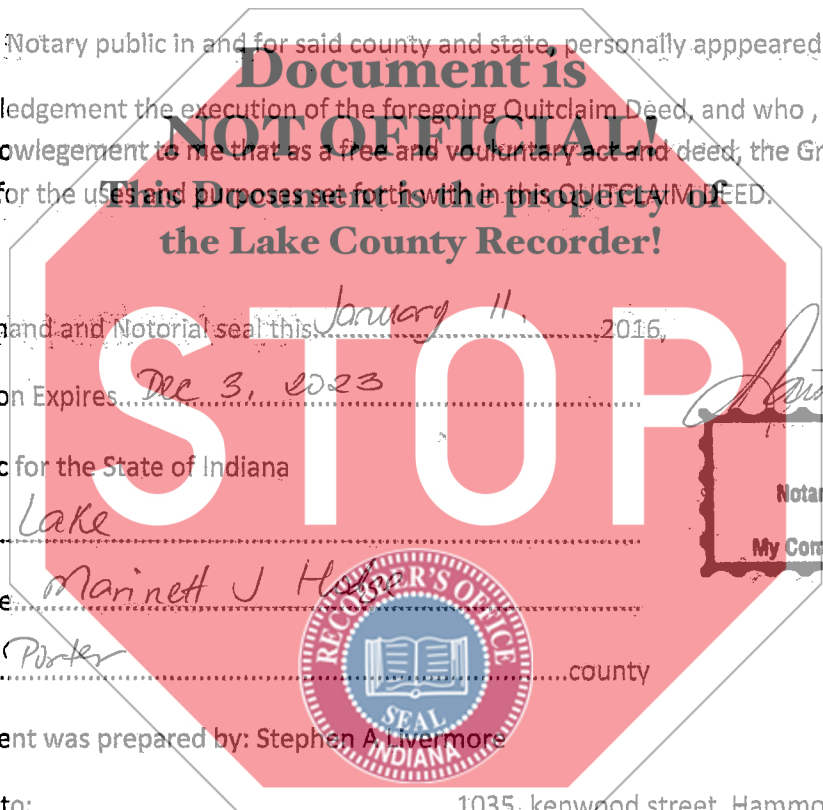 Notary public in and for said county and state, personally apppeared
Document is
ledgement the execution of the foregoing Quitclaim Deed, and who ,
NOT OFFICIAL!
owlegement to me that as a free and vouluntary act and deed, the Gr
This Document is the property of
for the uses and purposes set forth with in this QUITCLAIM DEED.
the Lake County Recorder!
STOP
hand and Notorial seal this January 11, 2016,
on Expires Dec 3, 2023
c for the State of Indiana
Notar
Lake
My Com
e Marinett J
RECORDER'S OFFICE
SEAL
INDIANA
Porter county
ent was prepared by: Stephen A Livermore
to: 1035 kenwood street Hammo